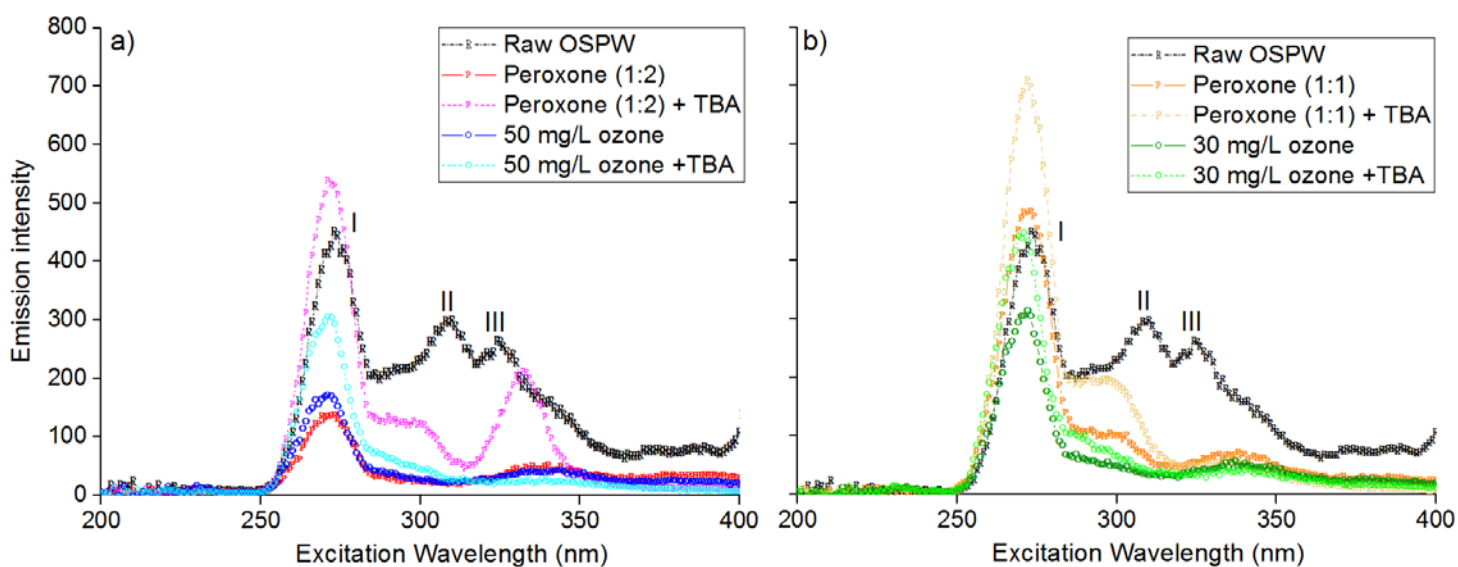 a)
Raw OSPW
Peroxone (1:2)
Peroxone (1:2) + TBA
50 mg/L ozone
50 mg/L ozone +TBA
I
II
III
800
700
600
500
400
300
200
100
0
Emission intensity
200
250
300
350
400
Excitation Wavelength (nm)
b)
Raw OSPW
Peroxone (1:1)
Peroxone (1:1) + TBA
30 mg/L ozone
30 mg/L ozone +TBA
I
II
III
200
250
300
350
400
Excitation Wavelength (nm)